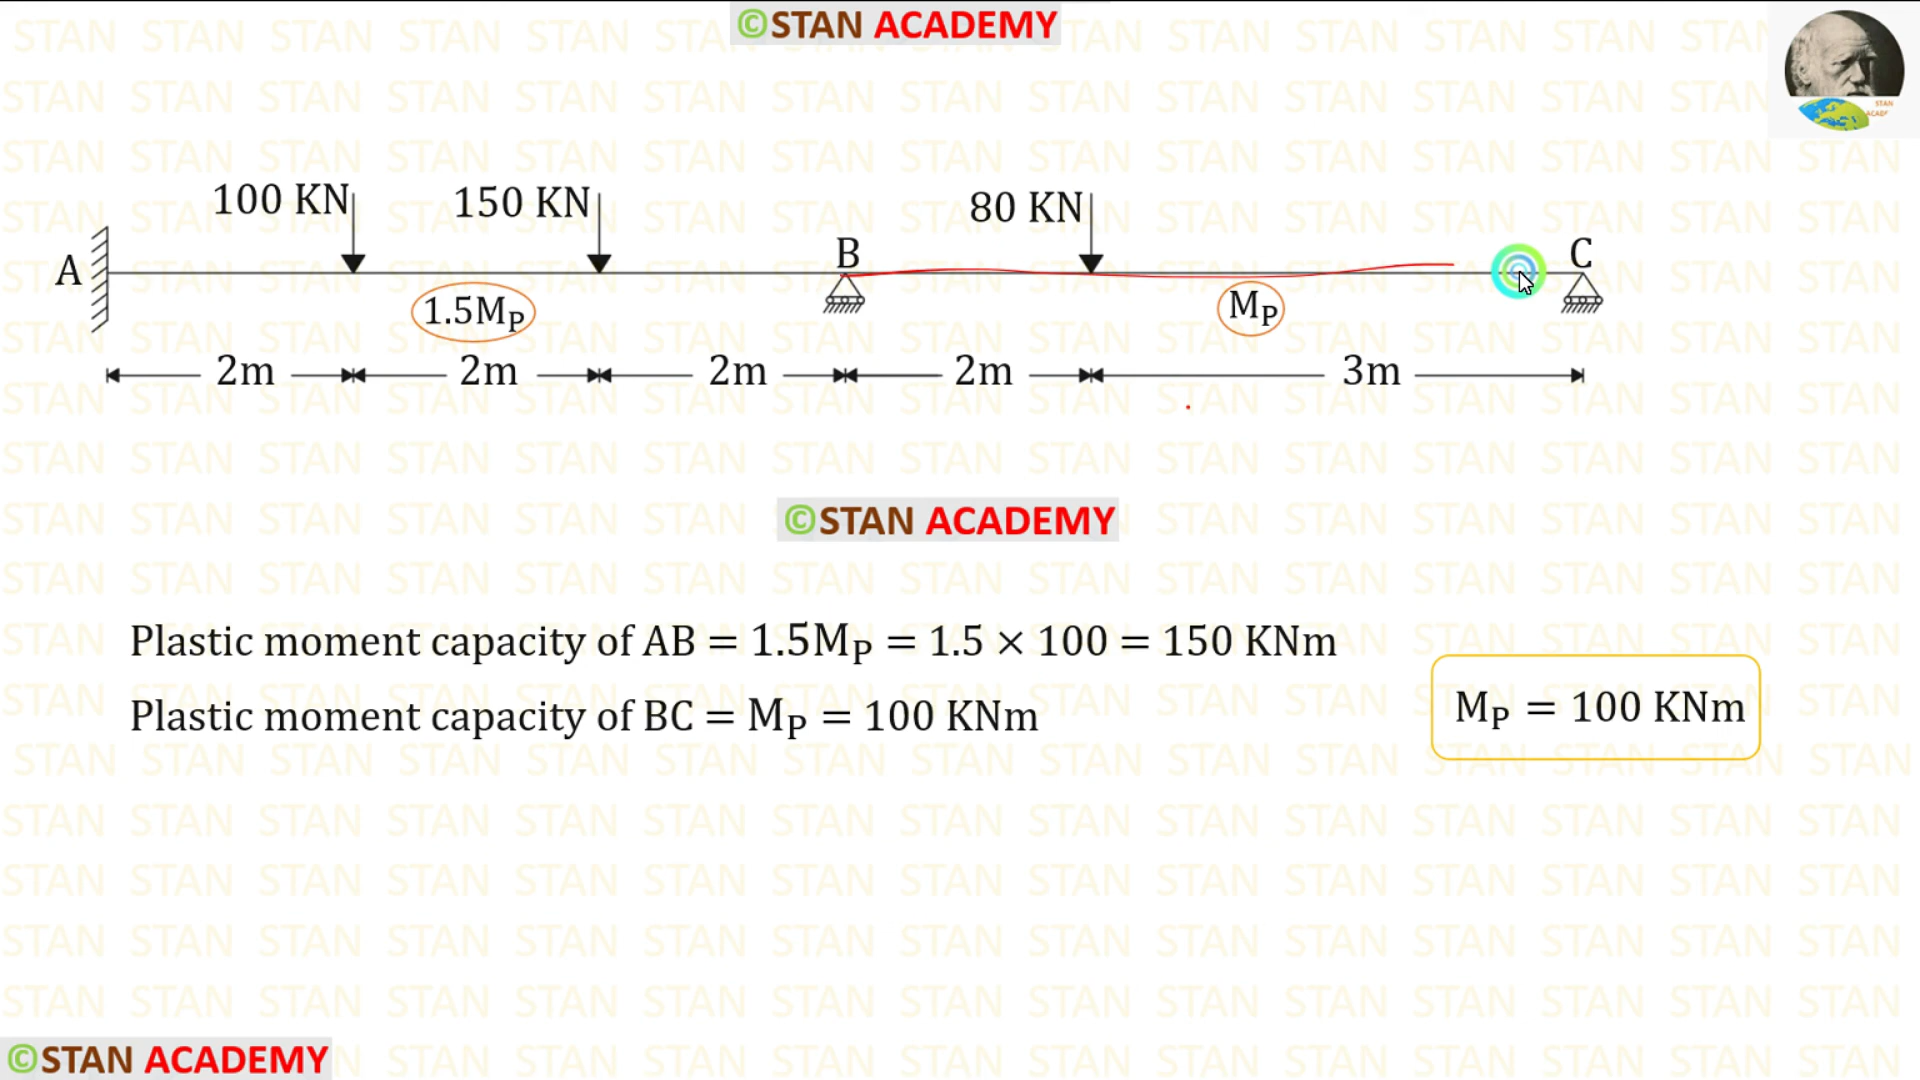 ©STAN ACADEMY
STAN ACADEMY
100 KN
150 KN
80 KN
A
B
C
1.5MP
MP
2m
2m
2m
2m
3m
©STAN ACADEMY
Plastic moment capacity of AB = 1.5MP = 1.5 × 100 = 150 KNm
Plastic moment capacity of BC = MP = 100 KNm
MP = 100 KNm
©STAN ACADEMY